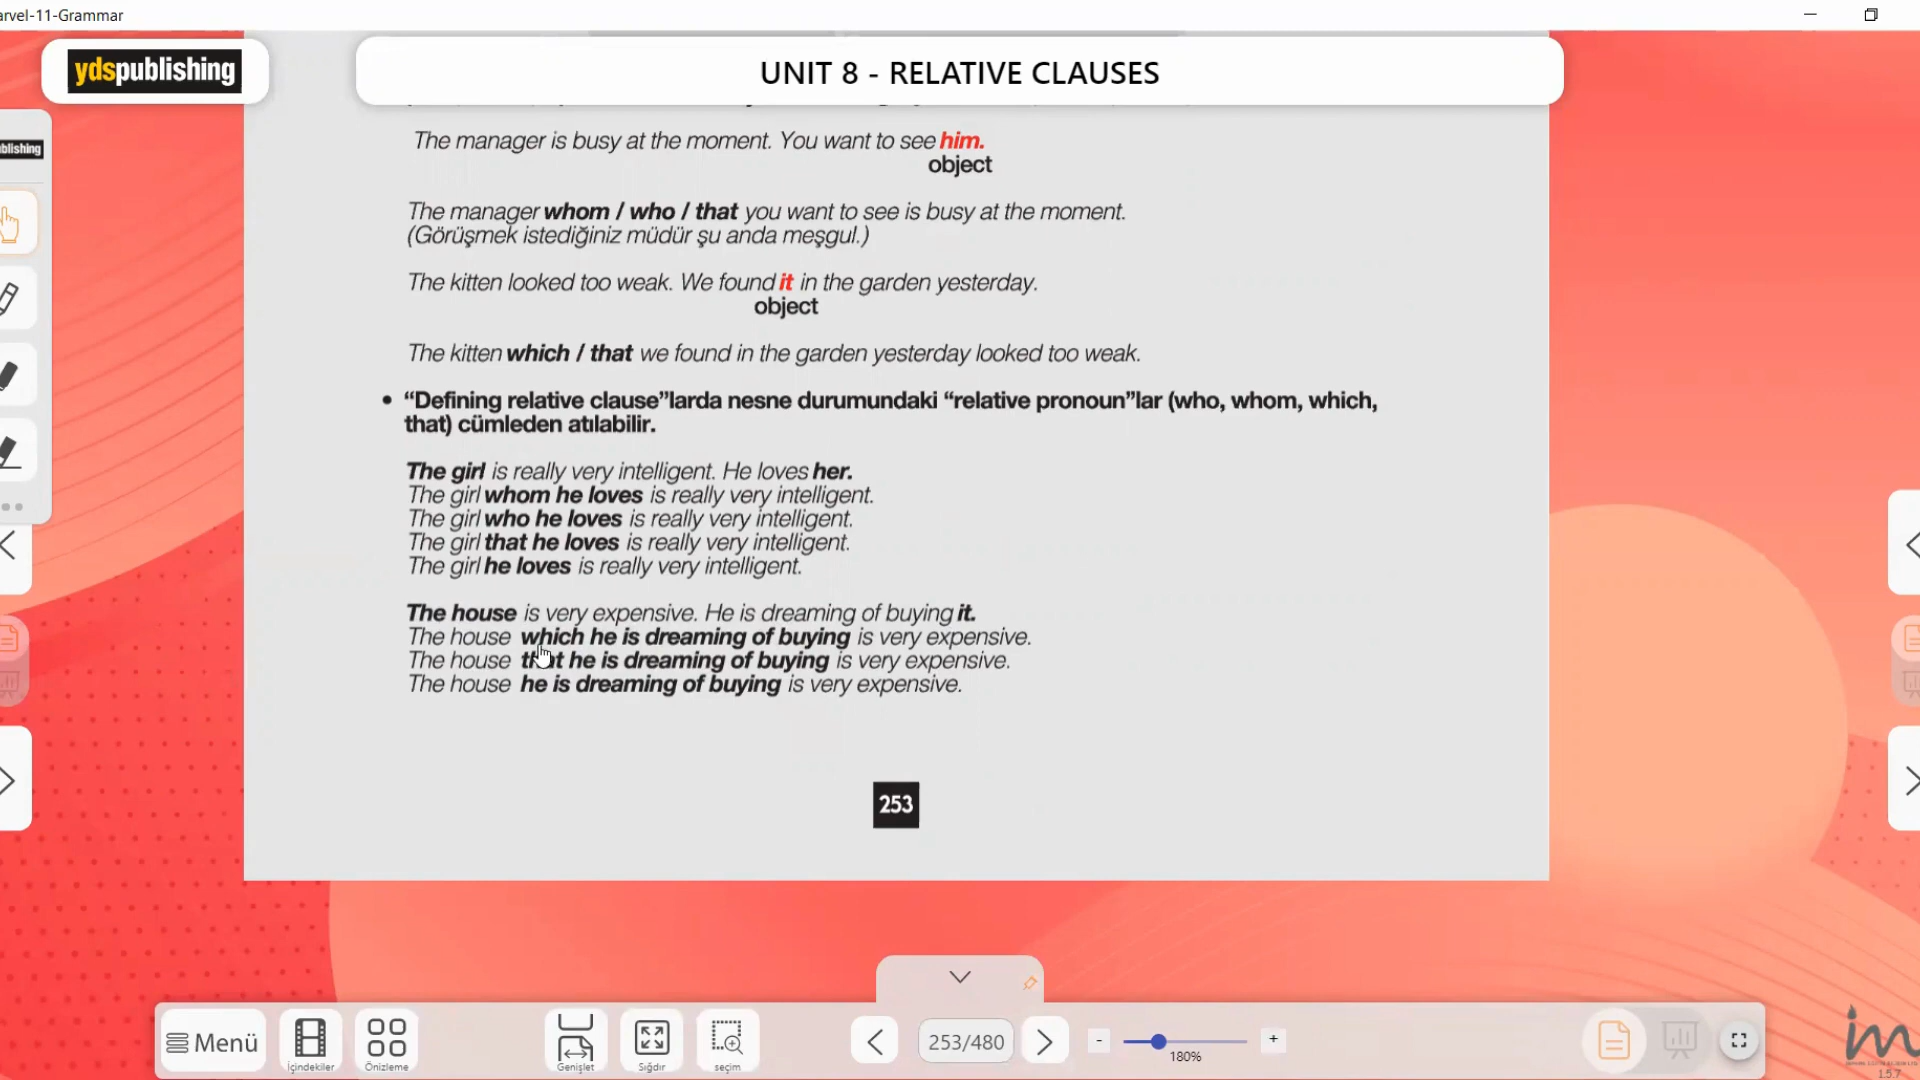 arvel-11-Grammar
ydspublishing
UNIT 8 - RELATIVE CLAUSES
blishing
The manager is busy at the moment. You want to see him.
object
The manager whom / who / that you want to see is busy at the moment.
(Görüşmek istediğiniz müdür şu anda meşgul.)
The kitten looked too weak. We found it in the garden yesterday.
object
The kitten which / that we found in the garden yesterday looked too weak.
• “Defining relative clause”larda nesne durumundaki “relative pronoun”lar (who, whom, which,
that) cümleden atılabilir.
The girl is really very intelligent. He loves her.
The girl whom he loves is really very intelligent.
The girl who he loves is really very intelligent.
The girl that he loves is really very intelligent.
The girl he loves is really very intelligent.
The house is very expensive. He is dreaming of buying it.
The house which he is dreaming of buying is very expensive.
The house that he is dreaming of buying is very expensive.
The house he is dreaming of buying is very expensive.
253
Menü
İçindekiler
Önizleme
Genişlet
Sığdır
seçim
253/480
- +
180%
im
1.5.7